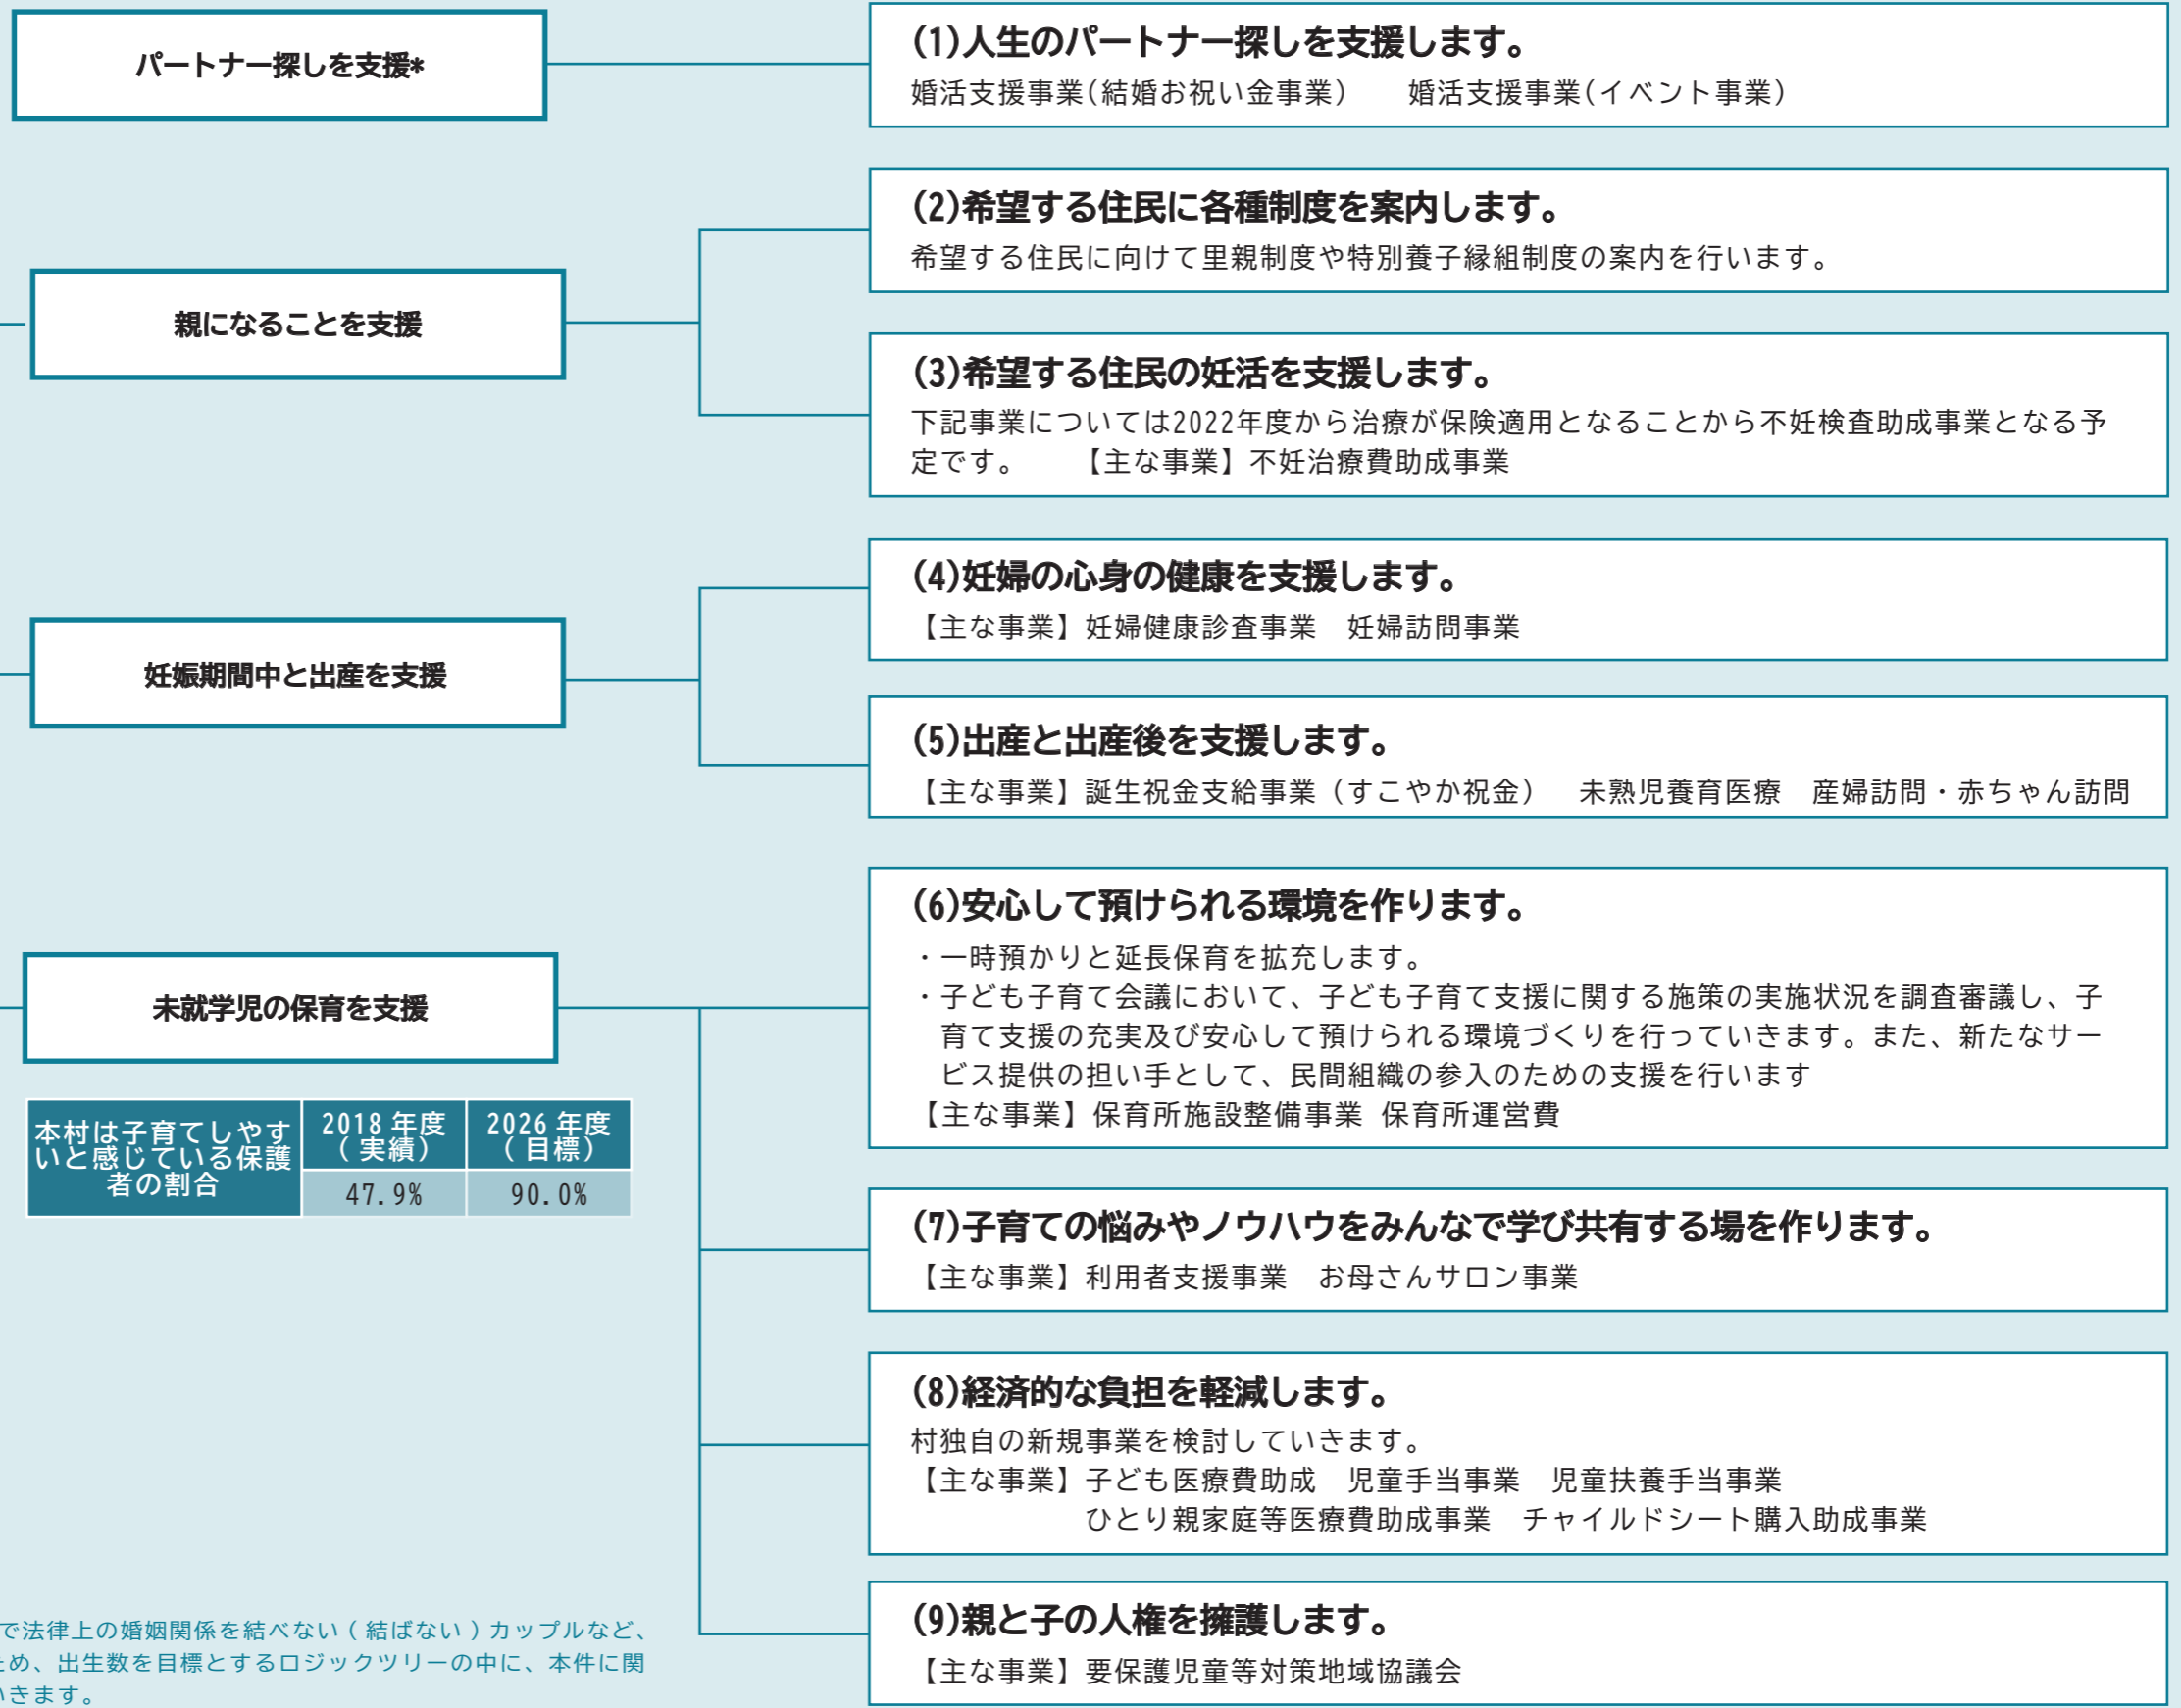 パートナー探しを支援*
(1)人生のパートナー探しを支援します。
婚活支援事業(結婚お祝い金事業)　婚活支援事業(イベント事業)
親になることを支援
(2)希望する住民に各種制度を案内します。
希望する住民に向けて里親制度や特別養子縁組制度の案内を行います。
(3)希望する住民の妊活を支援します。
下記事業については2022年度から治療が保険適用となることから不妊検査助成事業となる予
定です。　【主な事業】不妊治療費助成事業
妊娠期間中と出産を支援
(4)妊婦の心身の健康を支援します。
【主な事業】妊婦健康診査事業　妊婦訪問事業
(5)出産と出産後を支援します。
【主な事業】誕生祝金支給事業（すこやか祝金）　未熟児養育医療　産婦訪問・赤ちゃん訪問
未就学児の保育を支援
本村は子育てしやす
いと感じている保護
者の割合
2018年度
(実績)
2026年度
(目標)
47.9%
90.0%
(6)安心して預けられる環境を作ります。
・一時預かりと延長保育を拡充します。
・子ども子育て会議において、子ども子育て支援に関する施策の実施状況を調査審議し、子
育て支援の充実及び安心して預けられる環境づくりを行っていきます。また、新たなサー
ビス提供の担い手として、民間組織の参入のための支援を行います
【主な事業】保育所施設整備事業 保育所運営費
(7)子育ての悩みやノウハウをみんなで学び共有する場を作ります。
【主な事業】利用者支援事業　お母さんサロン事業
(8)経済的な負担を軽減します。
村独自の新規事業を検討していきます。
【主な事業】子ども医療費助成　児童手当事業　児童扶養手当事業
ひとり親家庭等医療費助成事業　チャイルドシート購入助成事業
(9)親と子の人権を擁護します。
【主な事業】要保護児童等対策地域協議会
で法律上の婚姻関係を結べない(結ばない)カップルなど、
ため、出生数を目標とするロジックツリーの中に、本件に関
いきます。